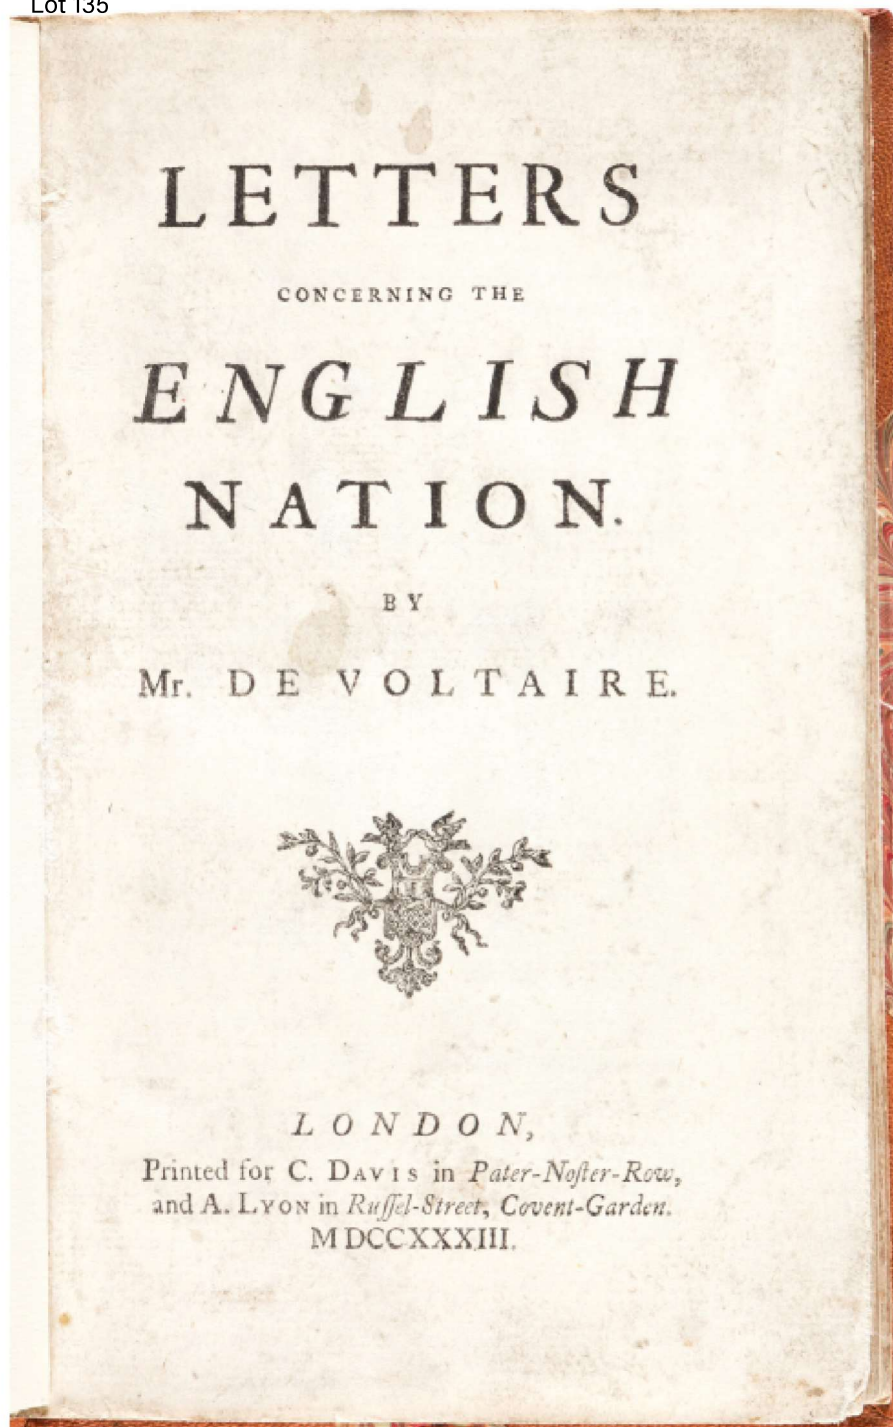 Lot 135
LETTERS
CONCERNING THE
ENGLISH
NATION.
BY
Mr. DE VOLTAIRE.
LONDON,
Printed for C. DAVIS in Pater-Noſter-Row,
and A. LYON in Ruſſel-Street, Covent-Garden.
MDCCXXXIII.